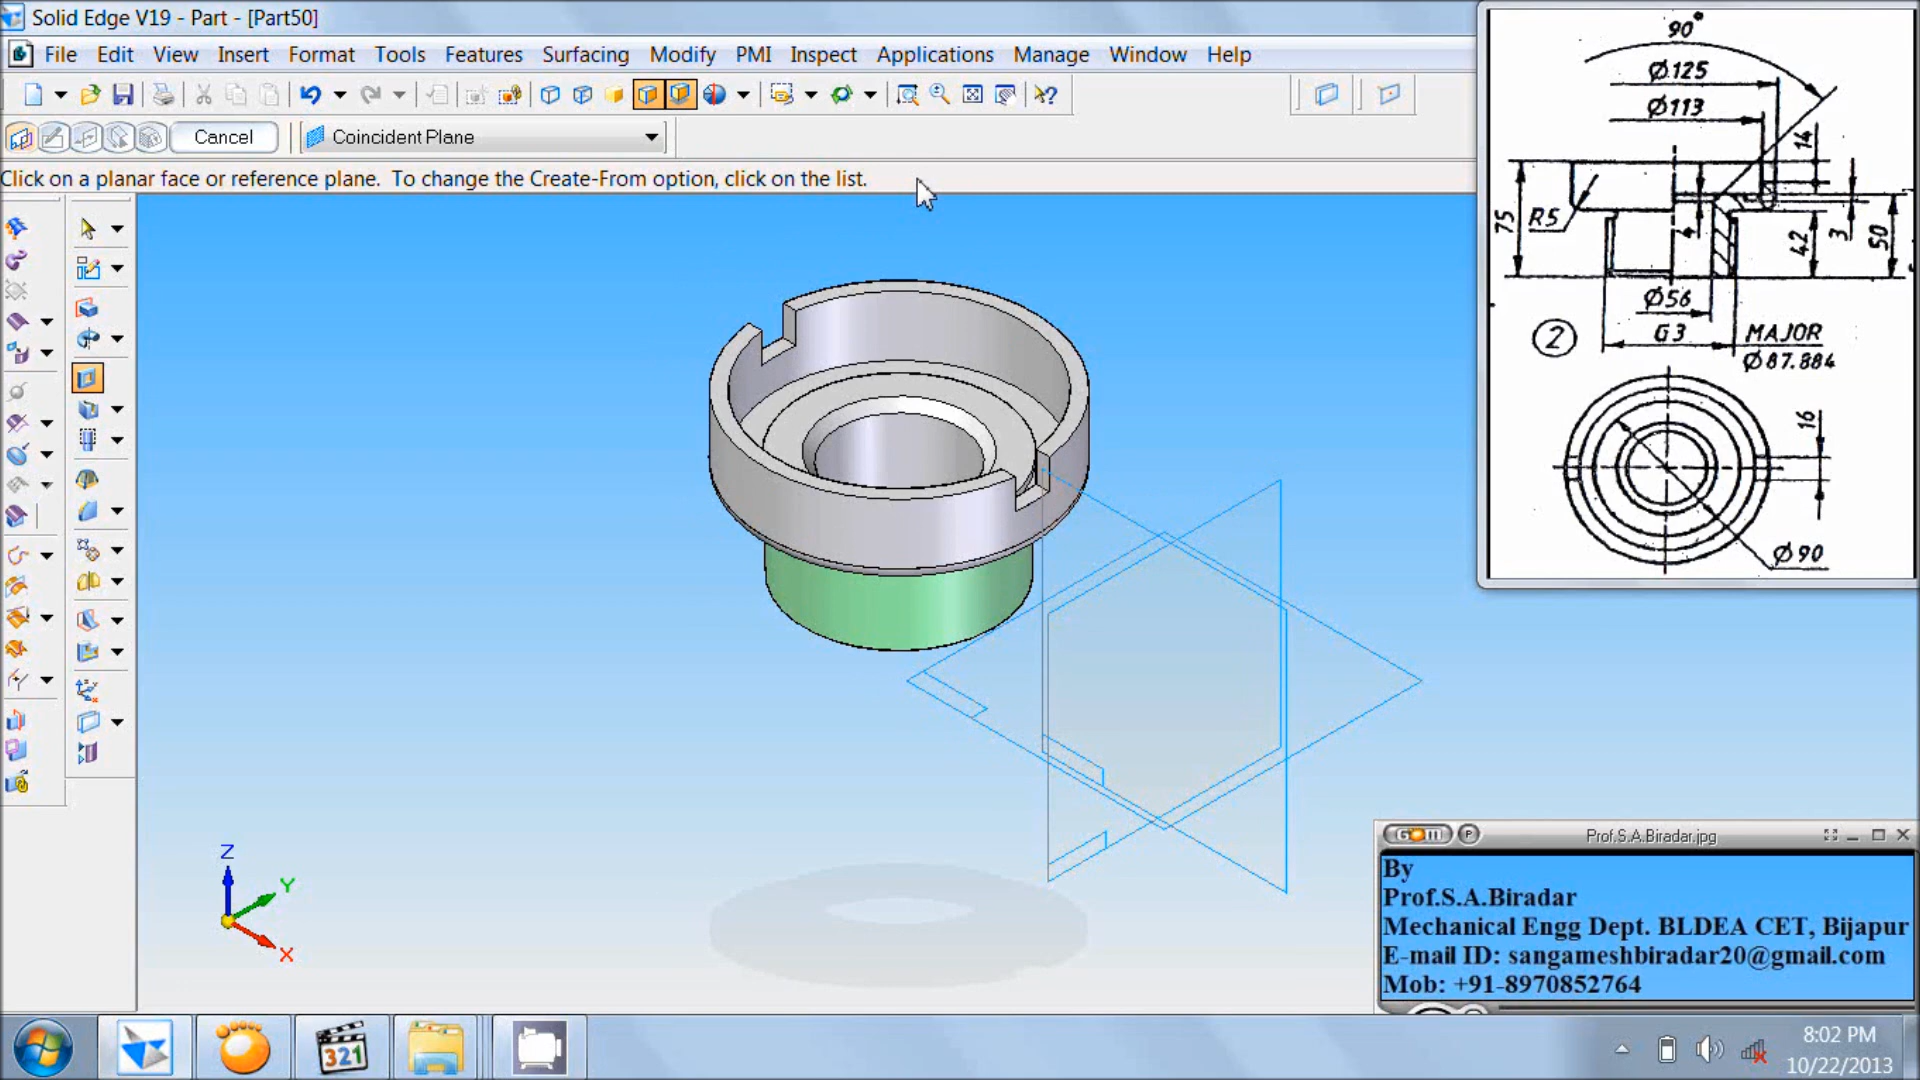 Solid Edge V19 - Part - [Part50]
File Edit View Insert Format Tools Features Surfacing Modify PMI Inspect Applications Manage Window Help
Cancel
Coincident Plane
Click on a planar face or reference plane.  To change the Create-From option, click on the list.
90°
Ø125
Ø113
14
75
R5
4
42
3
50
Ø56
G3
MAJOR
Ø87.884
2
16
Ø90
Z
Y
X
P
Prof.S.A.Biradar.jpg
By
Prof.S.A.Biradar
Mechanical Engg Dept. BLDEA CET, Bijapur
E-mail ID: sangameshbiradar20@gmail.com
Mob: +91-8970852764
321
8:02 PM
10/22/2013